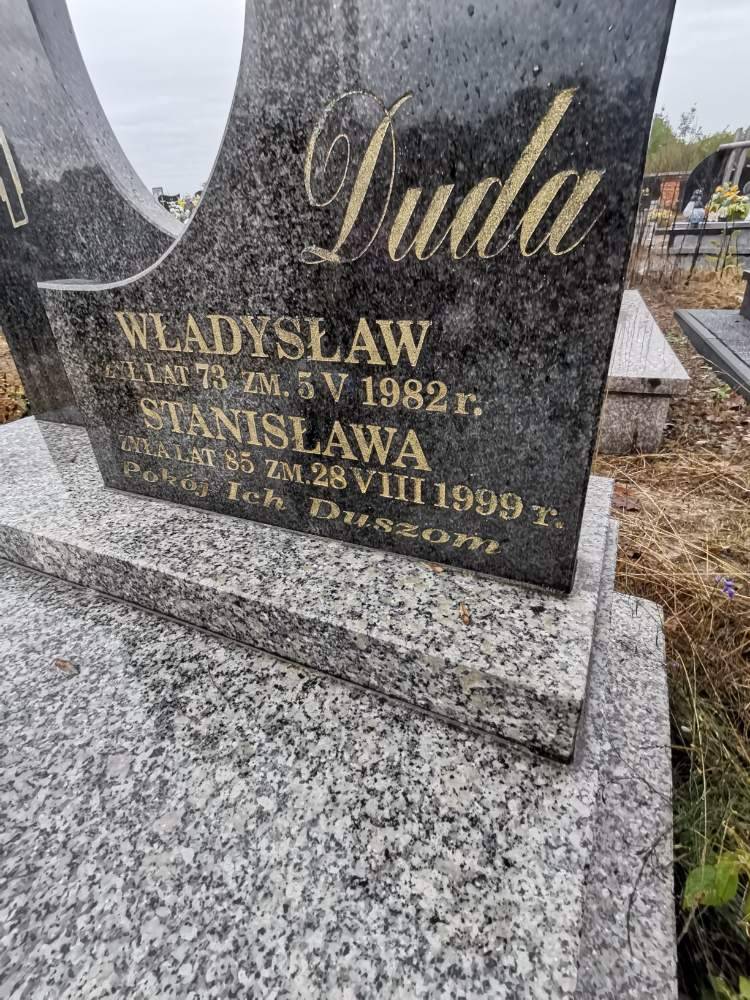 Duda
WŁADYSŁAW
ŻYŁ LAT 73 ZM. 5 V 1982 r.
STANISŁAWA
ŻYŁA LAT 85 ZM. 28 VIII 1999 r.
Pokój Ich Duszom